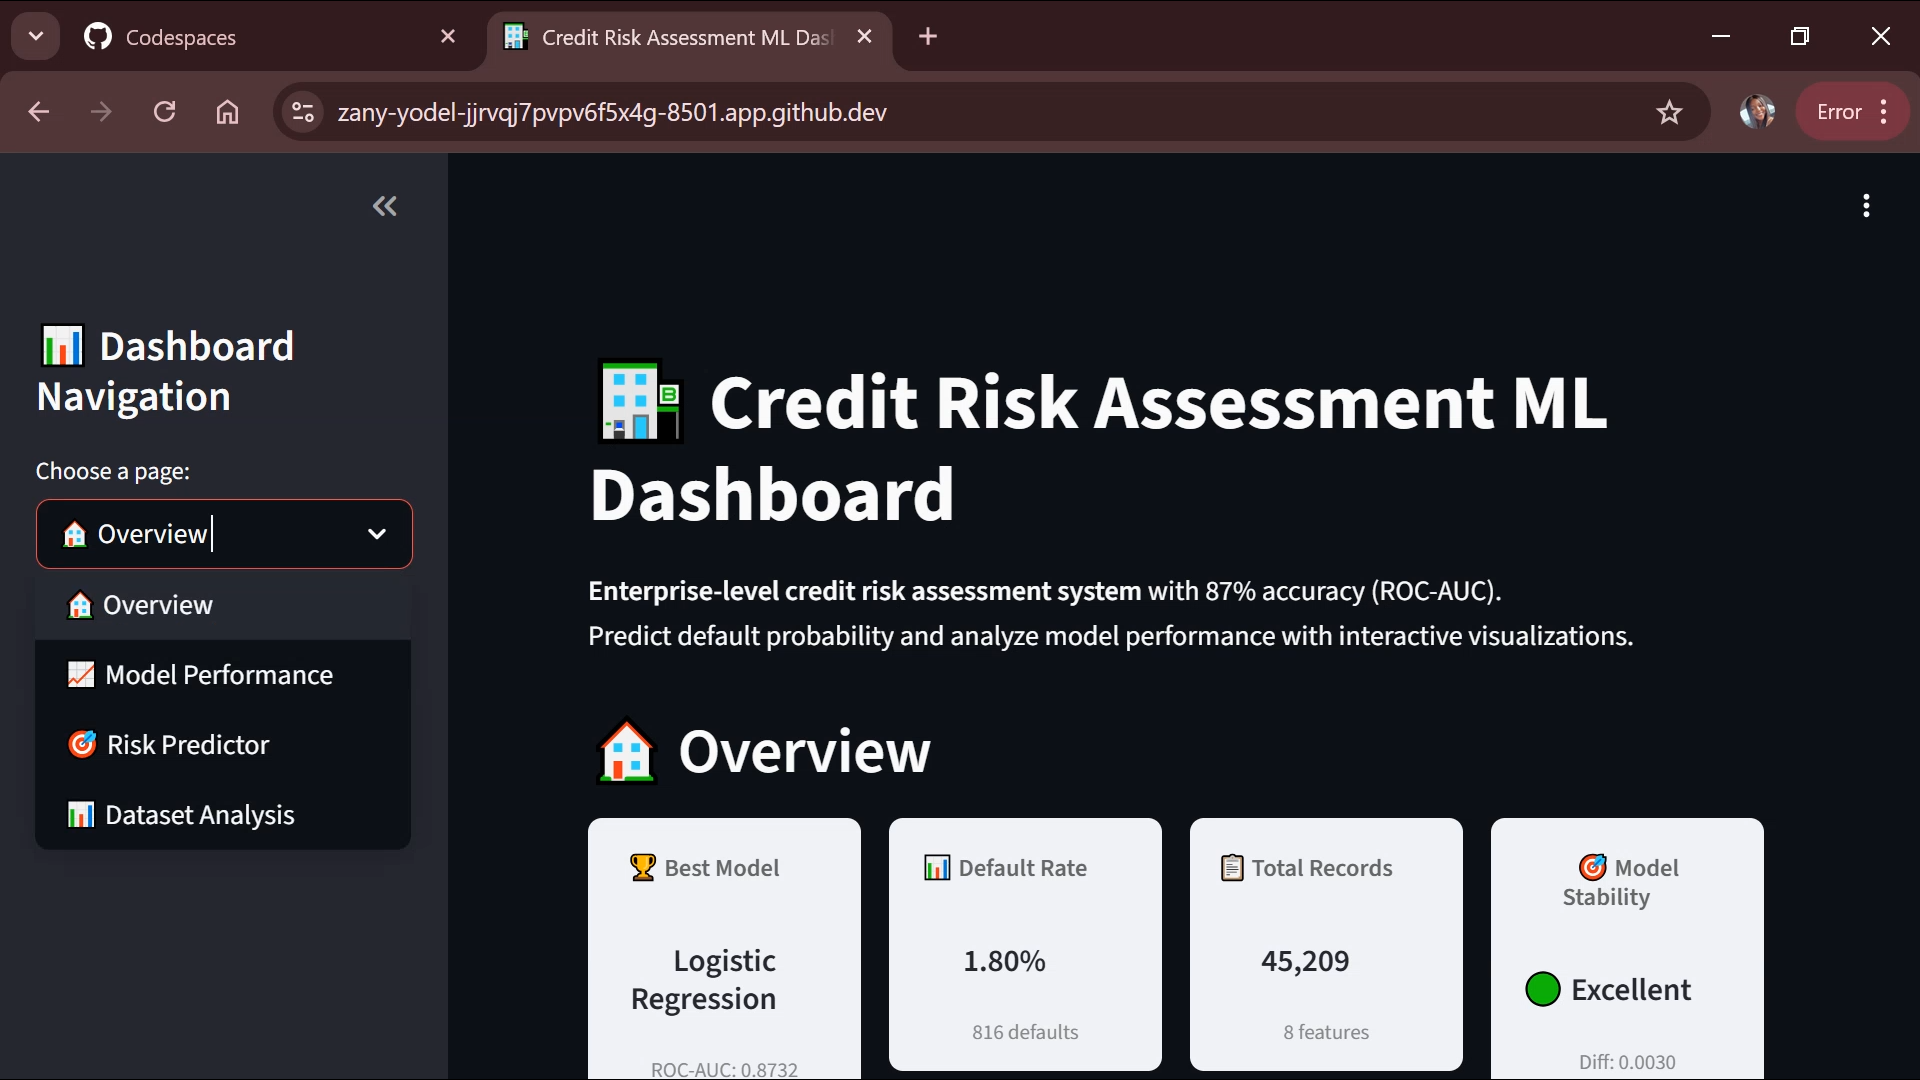 Codespaces
Credit Risk Assessment ML Das
zany-yodel-jjrvqj7pvpv6f5x4g-8501.app.github.dev
Error
Dashboard
Navigation
Choose a page:
Overview
Overview
Model Performance
Risk Predictor
Dataset Analysis
B
Credit Risk Assessment ML
Dashboard
Enterprise-level credit risk assessment system with 87% accuracy (ROC-AUC).
Predict default probability and analyze model performance with interactive visualizations.
Overview
Best Model
Logistic
Regression
ROC-AUC: 0.8732
Default Rate
1.80%
816 defaults
Total Records
45,209
8 features
Model
Stability
Excellent
Diff: 0.0030